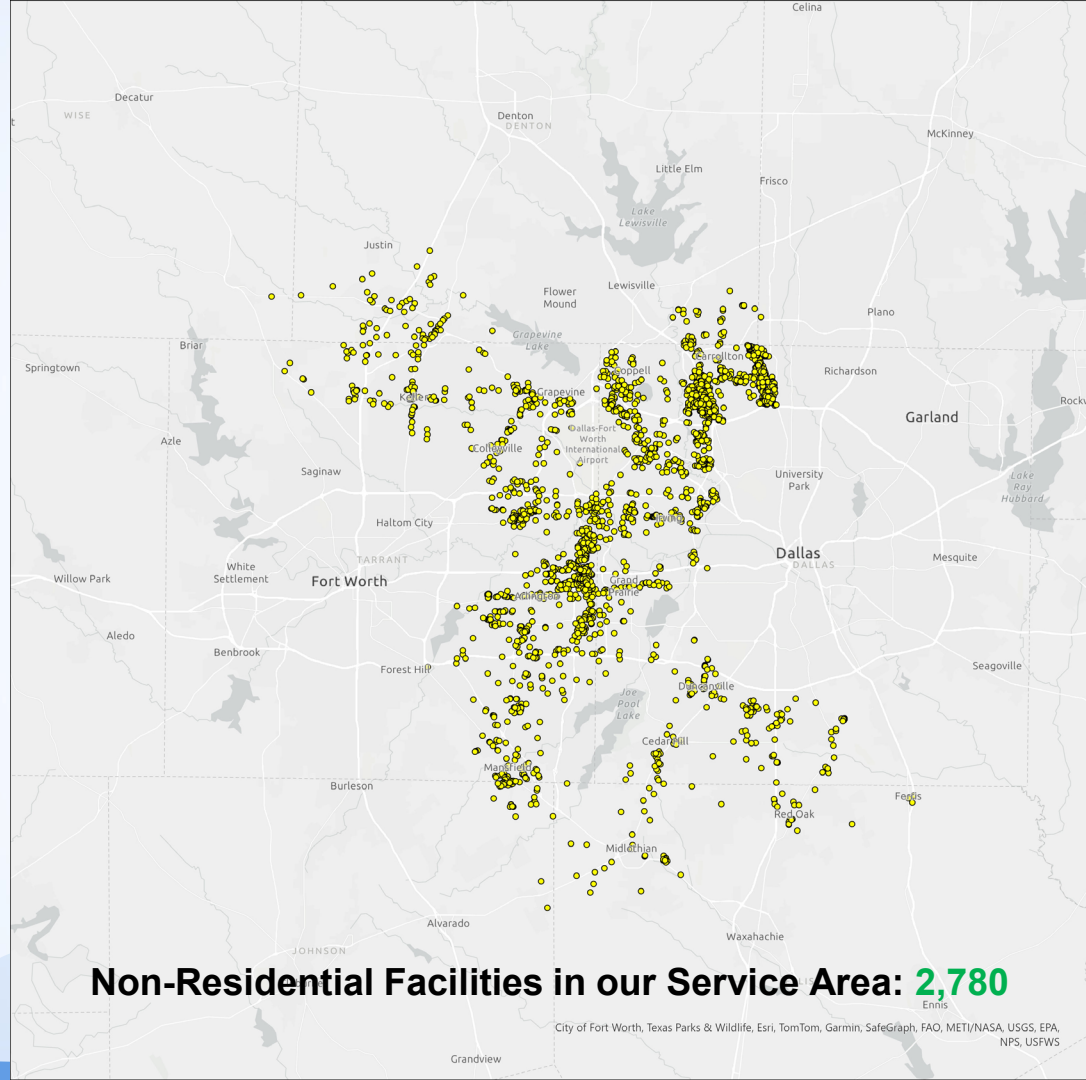 Celina
Decatur
WISE
Denton
DENTON
McKinney
Little Elm
Frisco
Lake
Lewisville
Justin
Flower
Mound
Lewisville
Plano
Grapevine
Lake
Briar
Springtown
Carrollton
Coppell
Richardson
Keller
Grapevine
Rockw
Garland
Dallas-Fort
Worth
International
Airport
Azle
Colleyville
Saginaw
University
Park
Lake
Ray
Hubbard
Haltom City
Irving
TARRANT
Dallas
DALLAS
Mesquite
White
Settlement
Willow Park
Fort Worth
Grand
Prairie
Arlington
Aledo
Benbrook
Forest Hill
Seagoville
Duncanville
Joe
Pool
Lake
Cedar Hill
Mansfield
Burleson
Ferris
Red Oak
Midlothian
Alvarado
Waxahachie
JOHNSON
Non-Residential Facilities in our Service Area: 2,780
Ennis
City of Fort Worth, Texas Parks & Wildlife, Esri, TomTom, Garmin, SafeGraph, FAO, METI/NASA, USGS, EPA,
NPS, USFWS
Grandview